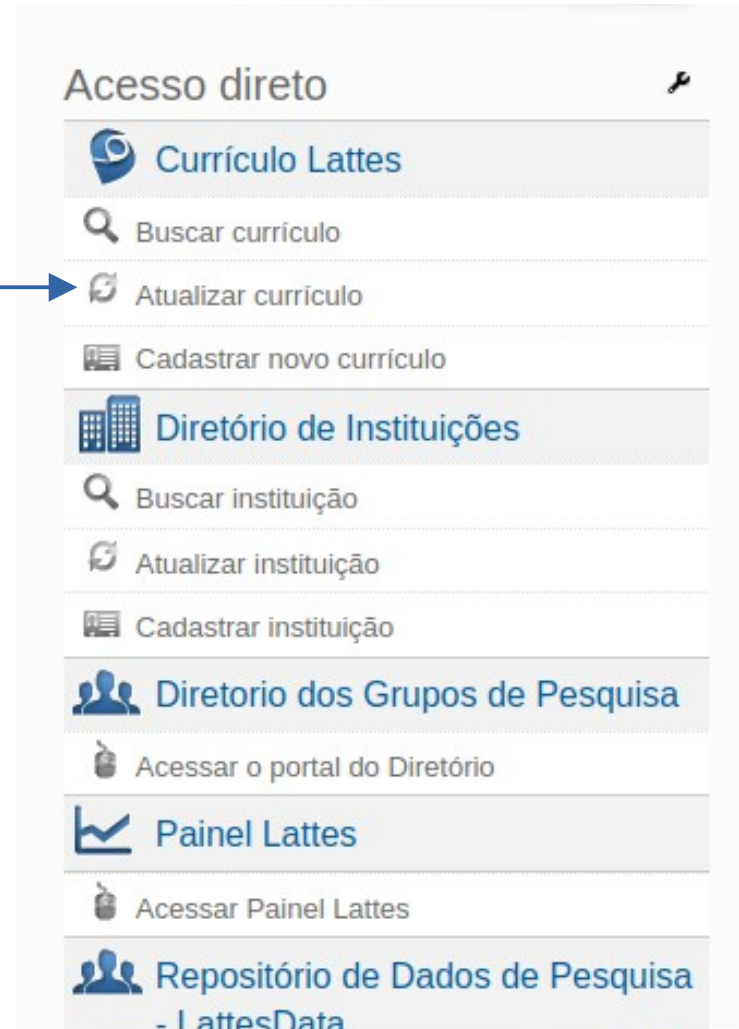 Acesso direto
Currículo Lattes
Buscar currículo
Atualizar currículo
Cadastrar novo currículo
Diretório de Instituições
Buscar instituição
Atualizar instituição
Cadastrar instituição
Diretorio dos Grupos de Pesquisa
Acessar o portal do Diretório
Painel Lattes
Acessar Painel Lattes
Repositório de Dados de Pesquisa
- LattesData